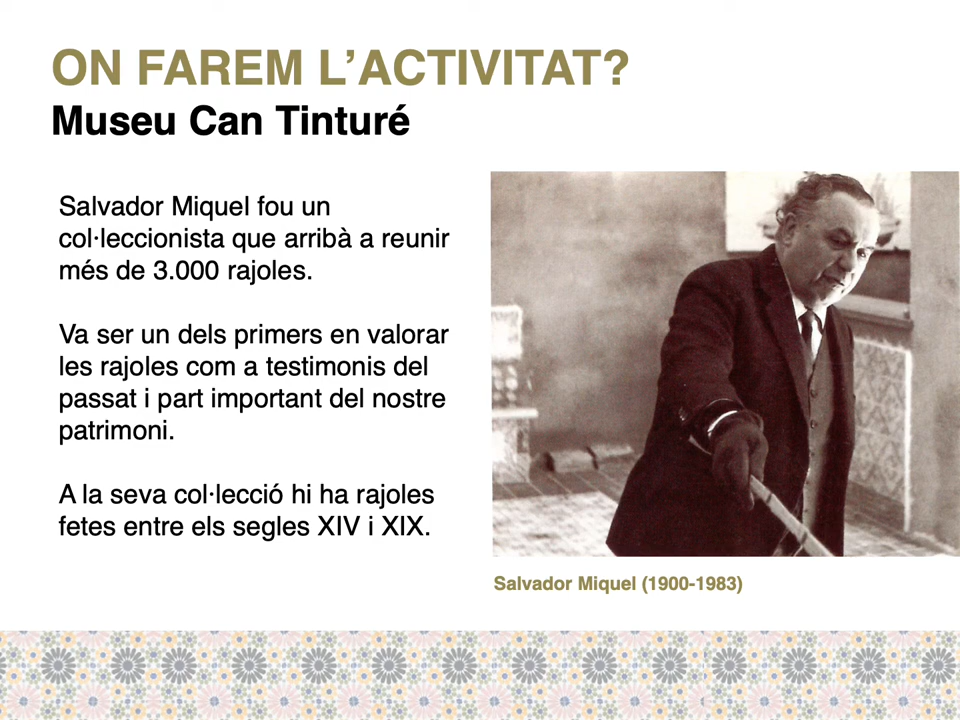 ON FAREM L’ACTIVITAT?
Museu Can Tinturé
Salvador Miquel fou un
col·leccionista que arribà a reunir
més de 3.000 rajoles.
Va ser un dels primers en valorar
les rajoles com a testimonis del
passat i part important del nostre
patrimoni.
A la seva col·lecció hi ha rajoles
fetes entre els segles XIV i XIX.
Salvador Miquel (1900-1983)